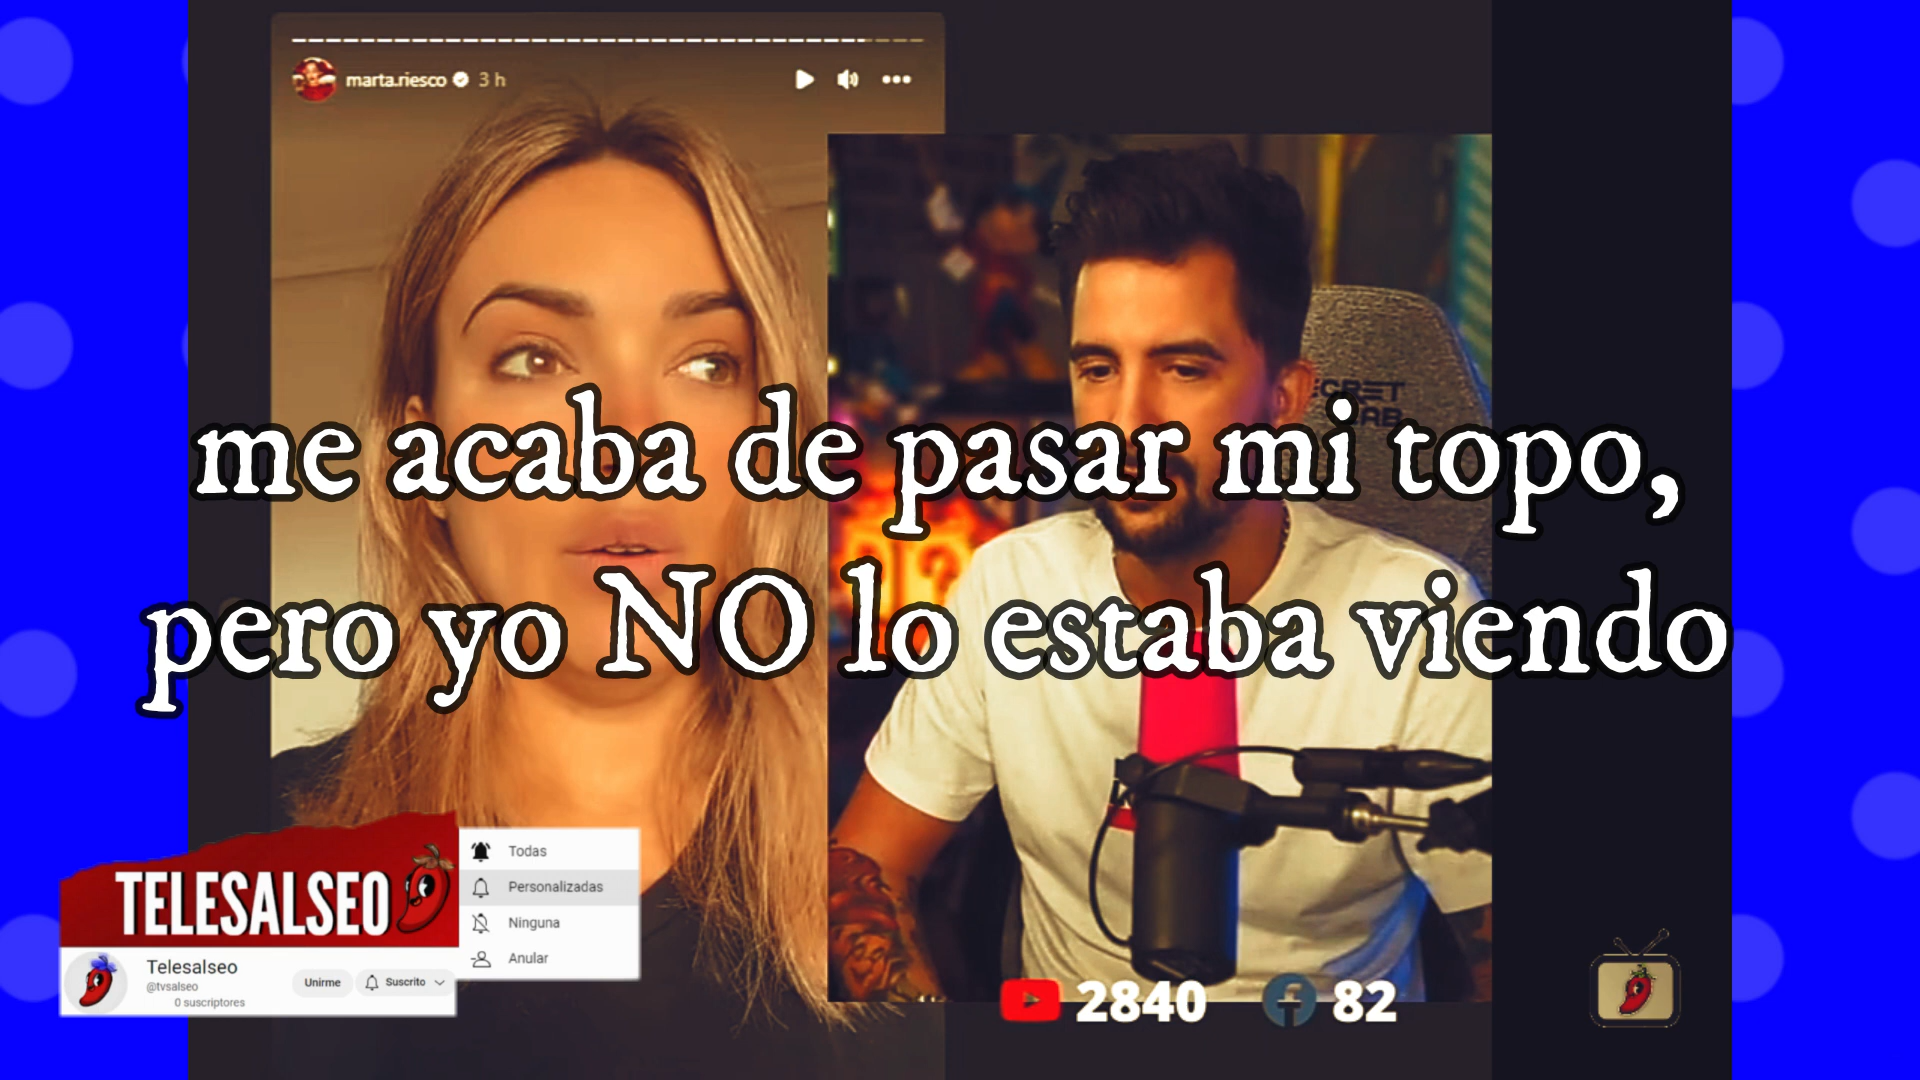 marta.riesco 3 h
me acaba de pasar mi topo,
pero yo NO lo estaba viendo
TELESALSEO
Telesalseo
@tvsalseo
0 suscriptores
Unirme
Suscrito
Todas
Personalizadas
Ninguna
Anular
2840
82